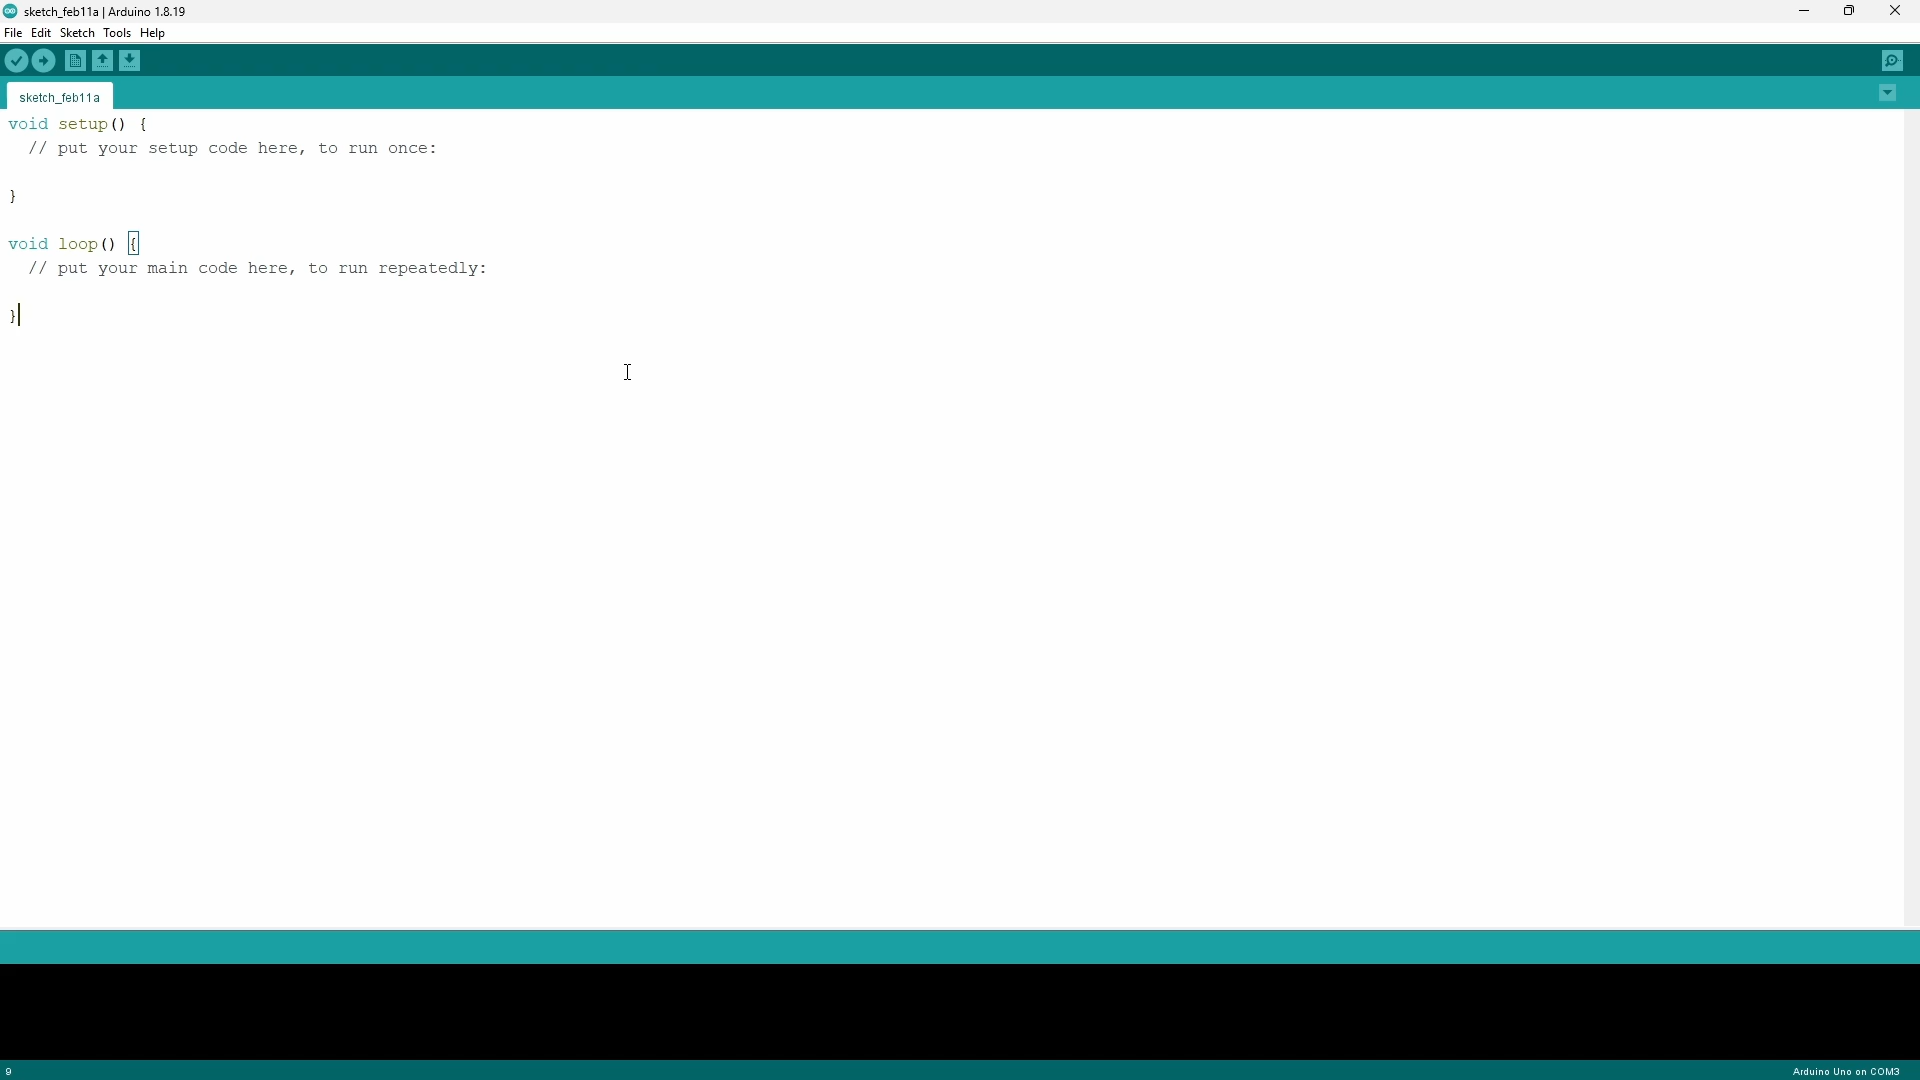 sketch_feb11a | Arduino 1.8.19
File Edit Sketch Tools Help
sketch_feb11a
void setup() {
  // put your setup code here, to run once:
}
void loop() {
  // put your main code here, to run repeatedly:
}
9
Arduino Uno on COM3